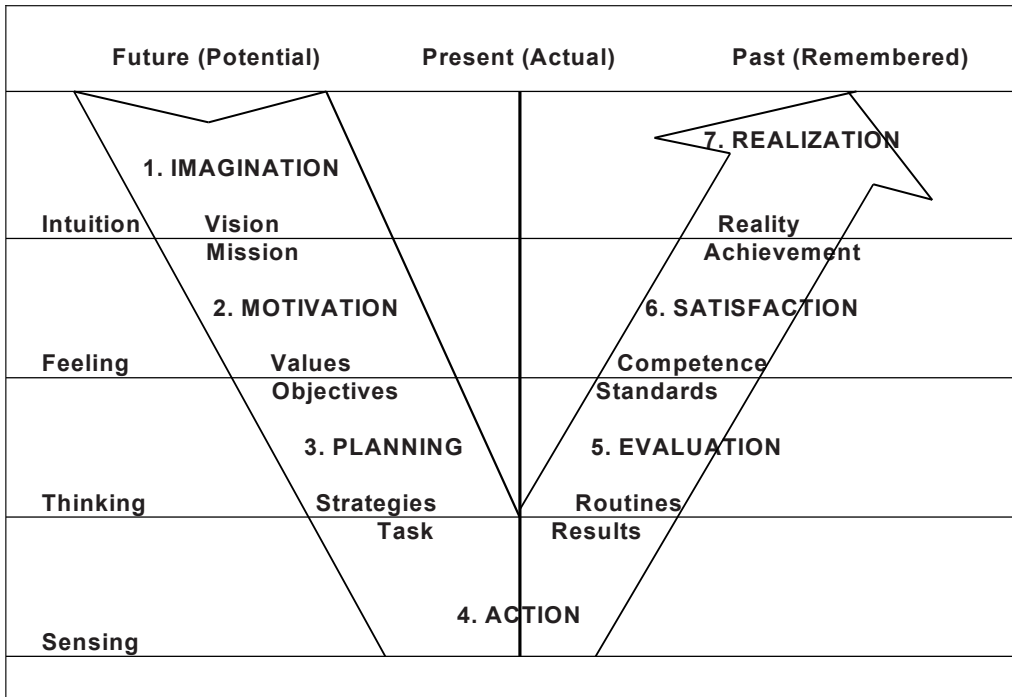 Future (Potential) Present (Actual) Past (Remembered)
7. REALIZATION
1. IMAGINATION
Intuition Vision Reality
Mission Achievement
2. MOTIVATION 6. SATISFACTION
Feeling Values Competence
Objectives Standards
3. PLANNING 5. EVALUATION
Thinking Strategies Routines
Task Results
4. ACTION
Sensing